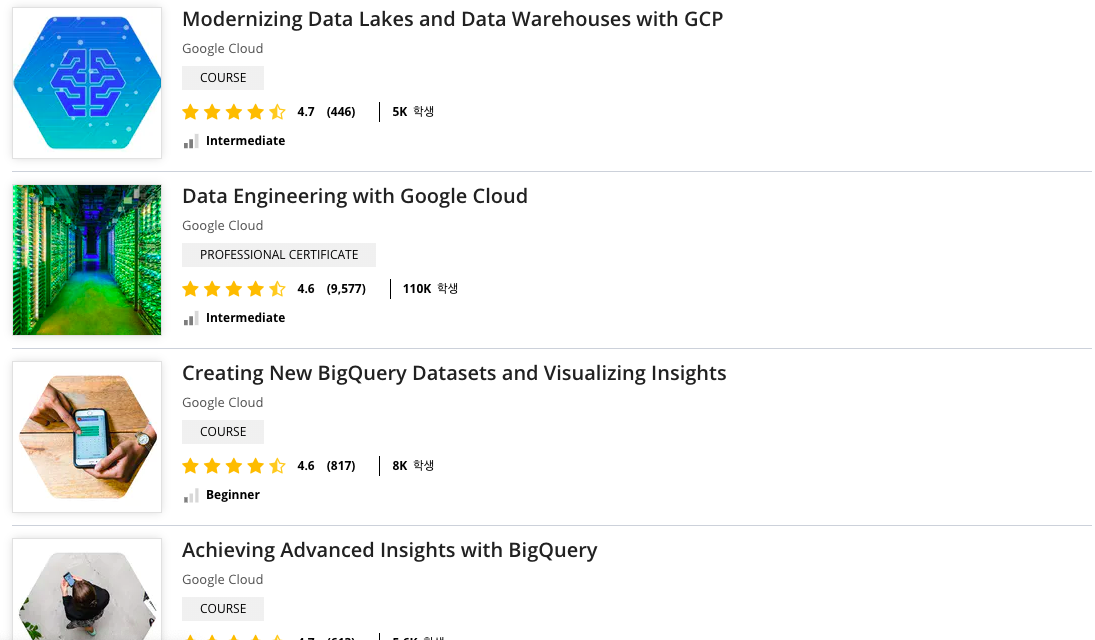 Modernizing Data Lakes and Data Warehouses with GCP
Google Cloud
COURSE
4.7 (446) 5K 학생
Intermediate
Data Engineering with Google Cloud
Google Cloud
PROFESSIONAL CERTIFICATE
4.6 (9,577) 110K 학생
Intermediate
Creating New BigQuery Datasets and Visualizing Insights
Google Cloud
COURSE
4.6 (817) 8K 학생
Beginner
Achieving Advanced Insights with BigQuery
Google Cloud
COURSE